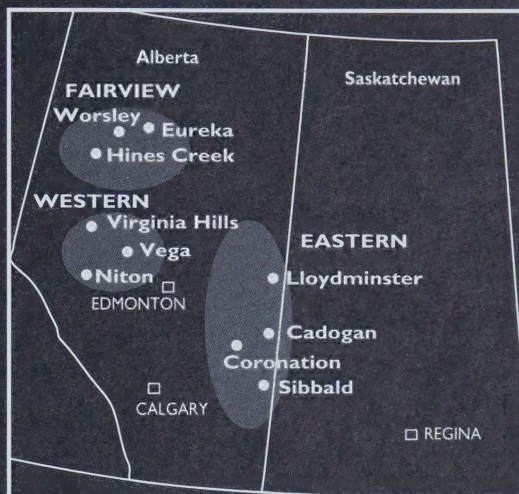 Alberta
Saskatchewan
FAIRVIEW
Worsley
Eureka
Hines Creek
WESTERN
Virginia Hills
Vega
Niton
EDMONTON
EASTERN
Lloydminster
Cadogan
Coronation
Sibbald
CALGARY
REGINA